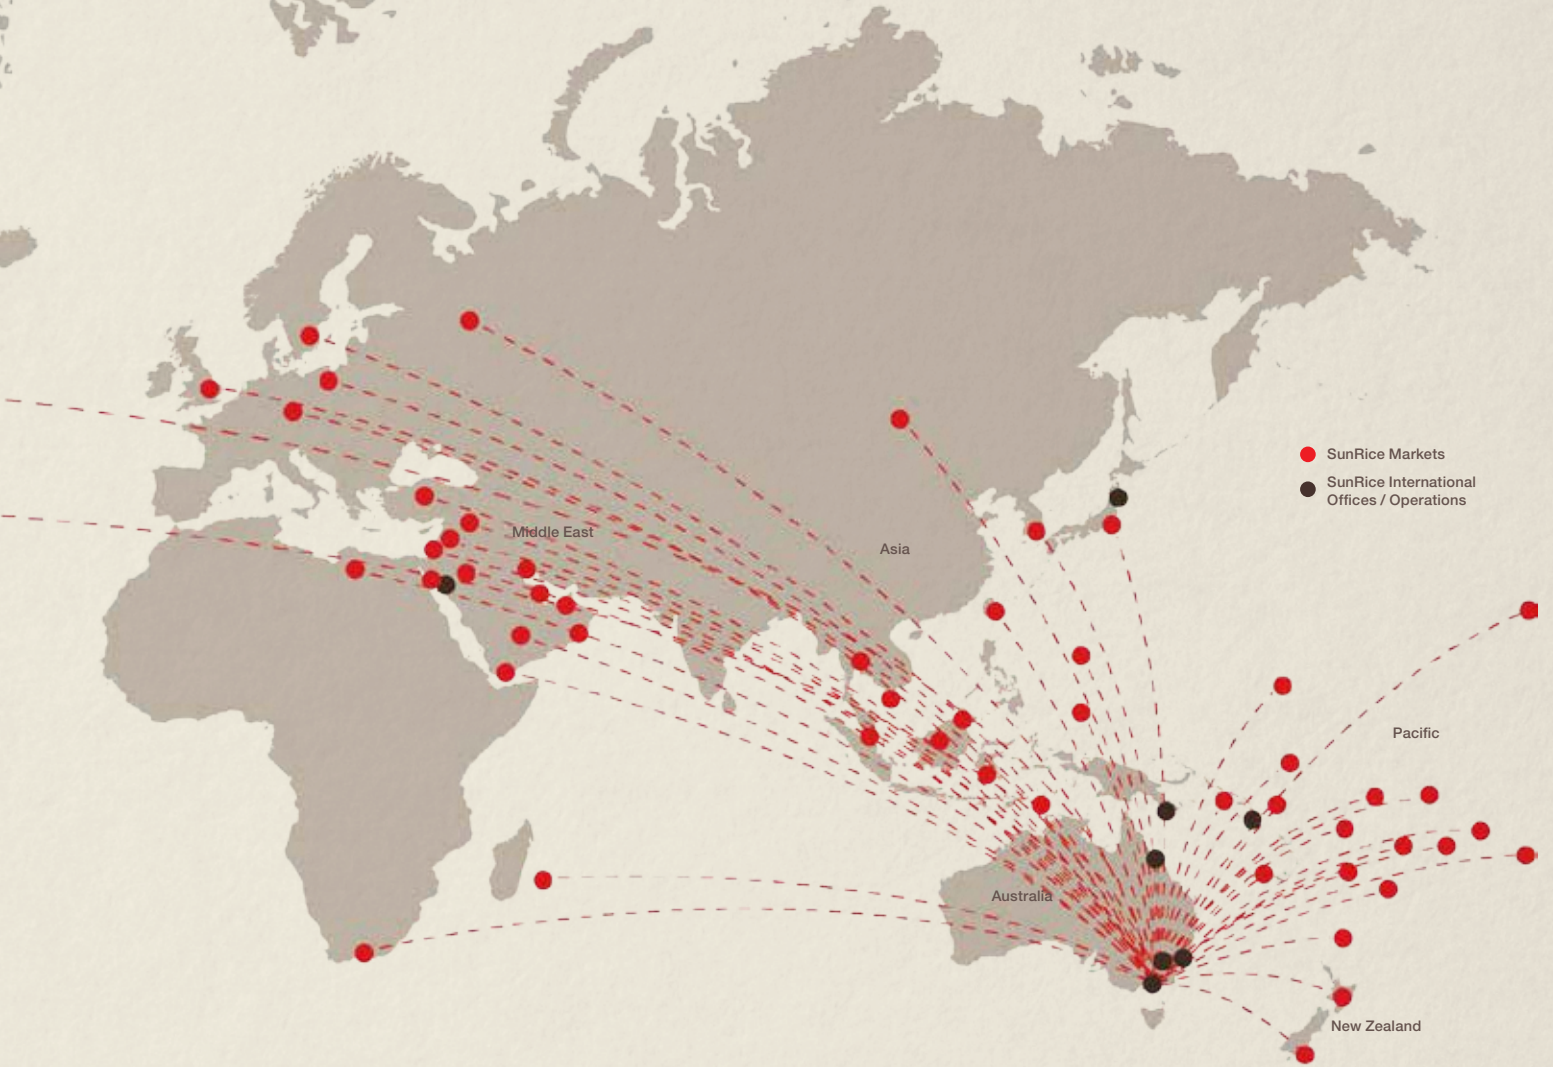 SunRice Markets
SunRice International
Offices / Operations
Middle East
Asia
Pacific
Australia
New Zealand